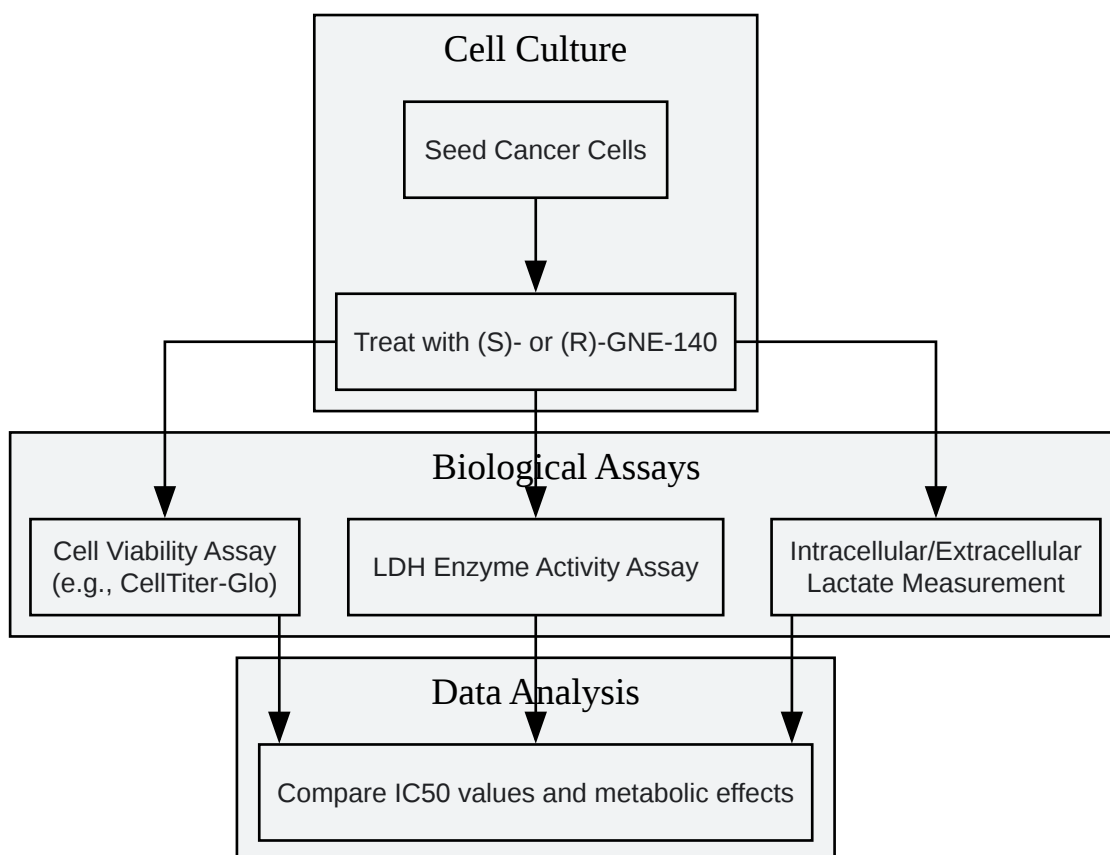 Cell Culture
Seed Cancer Cells
Treat with (S)- or (R)-GNE-140
Biological Assays
Cell Viability Assay
(e.g., CellTiter-Glo)
LDH Enzyme Activity Assay
Intracellular/Extracellular
Lactate Measurement
Data Analysis
Compare IC50 values and metabolic effects